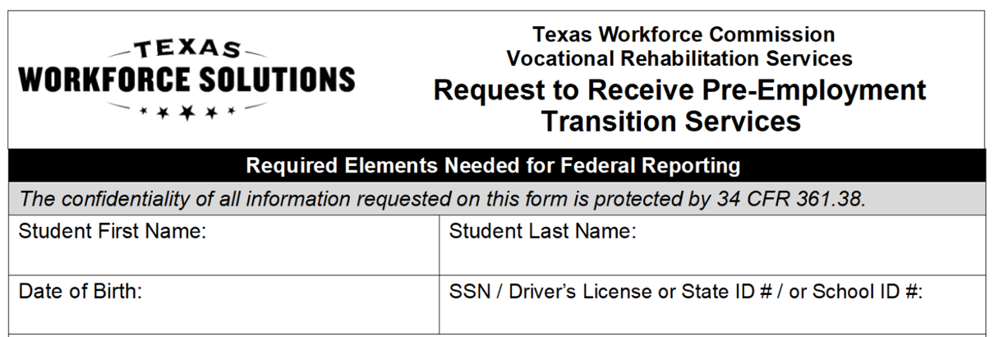 TEXAS
WORKFORCE SOLUTIONS
Texas Workforce Commission
Vocational Rehabilitation Services
Request to Receive Pre-Employment
Transition Services
Required Elements Needed for Federal Reporting
The confidentiality of all information requested on this form is protected by 34 CFR 361.38.
Student First Name:
Student Last Name:
Date of Birth:
SSN / Driver’s License or State ID # / or School ID #: